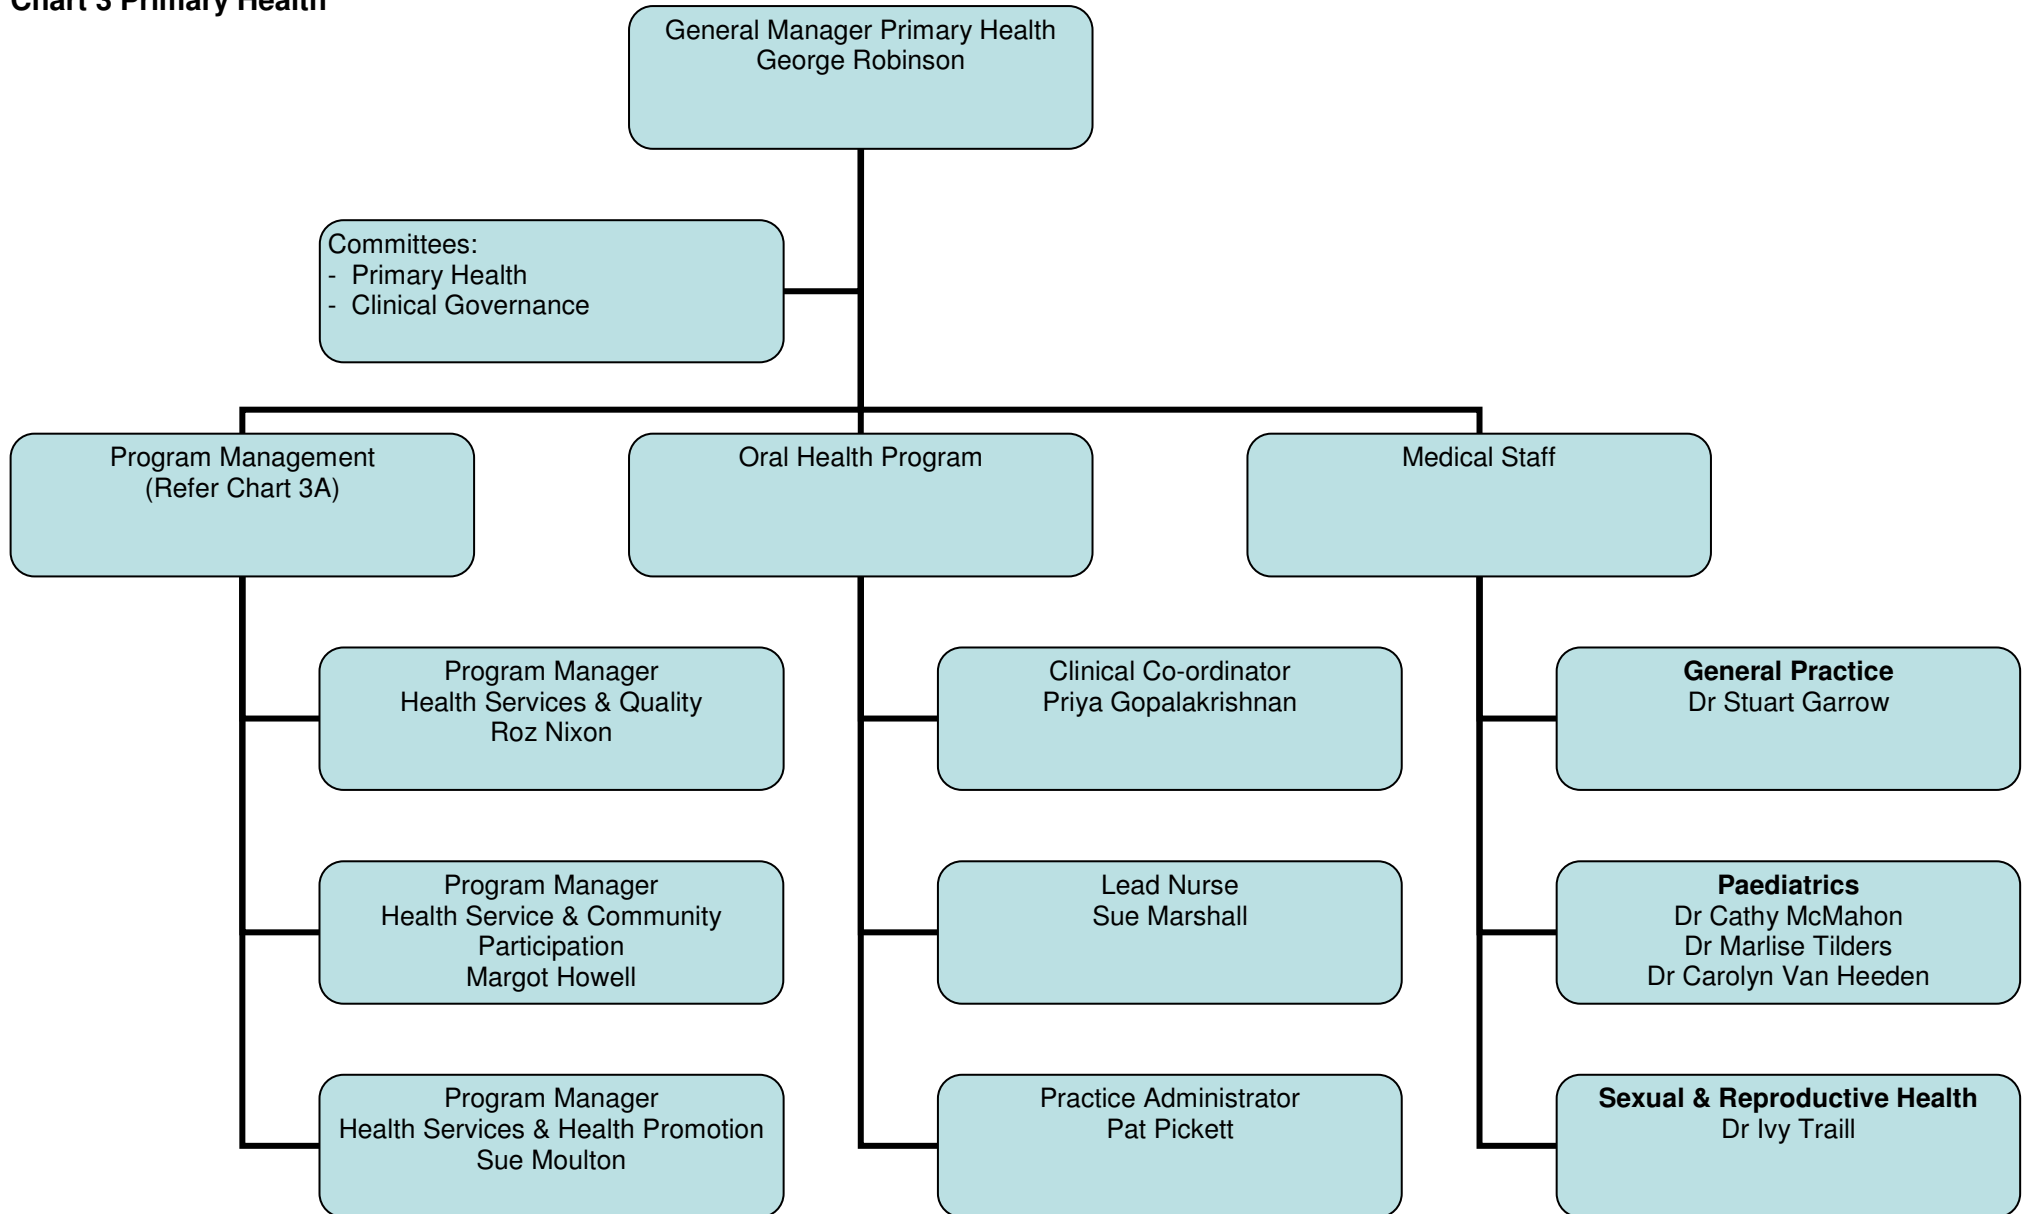 Chart 3 Primary Health
General Manager Primary Health
George Robinson
Committees:
- Primary Health
- Clinical Governance
Program Management
(Refer Chart 3A)
Oral Health Program
Medical Staff
Program Manager
Health Services & Quality
Roz Nixon
Clinical Co-ordinator
Priya Gopalakrishnan
General Practice
Dr Stuart Garrow
Program Manager
Health Service & Community
Participation
Margot Howell
Lead Nurse
Sue Marshall
Paediatrics
Dr Cathy McMahon
Dr Marlise Tilders
Dr Carolyn Van Heeden
Program Manager
Health Services & Health Promotion
Sue Moulton
Practice Administrator
Pat Pickett
Sexual & Reproductive Health
Dr Ivy Traill